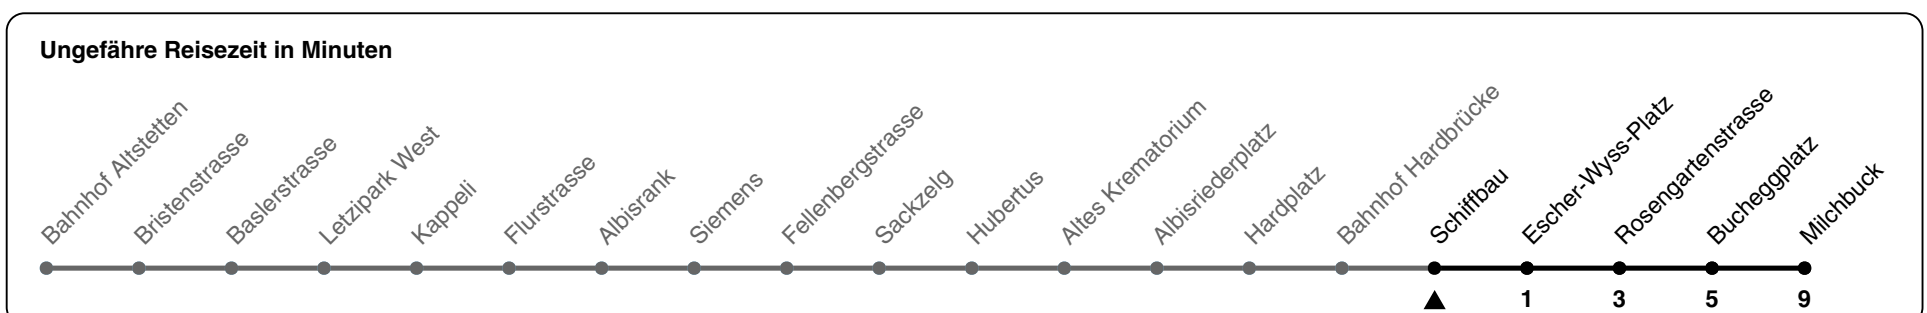 Ungefähre Reisezeit in Minuten
Bahnhof Altstetten
Bristenstrasse
Baslerstrasse
Letzipark West
Kappeli
Flurstrasse
Albisrank
Siemens
Fellenbergstrasse
Sackzelg
Hubertus
Altes Krematorium
Albisriederplatz
Hardplatz
Bahnhof Hardbrücke
Schiffbau
Escher-Wyss-Platz
Rosengartenstrasse
Bucheggplatz
Milchbuck
1 3 5 9